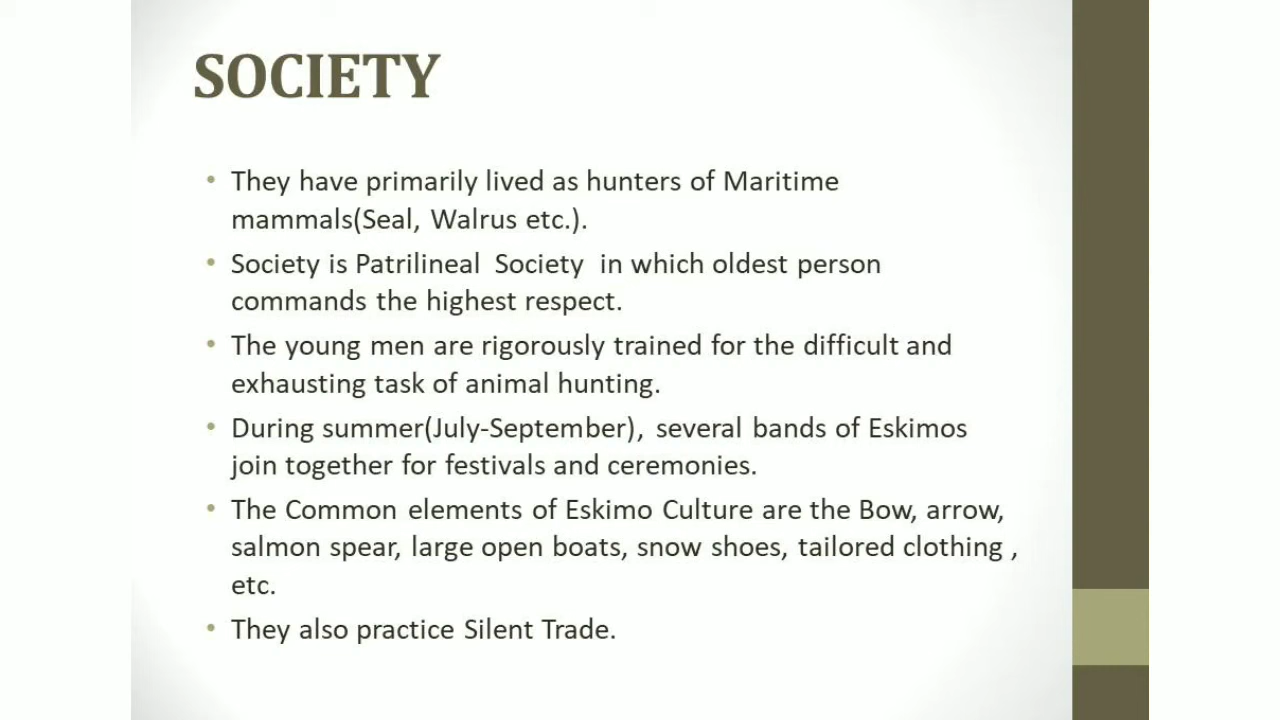 SOCIETY
• They have primarily lived as hunters of Maritime
mammals(Seal, Walrus etc.).
• Society is Patrilineal  Society  in which oldest person
commands the highest respect.
• The young men are rigorously trained for the difficult and
exhausting task of animal hunting.
• During summer(July-September), several bands of Eskimos
join together for festivals and ceremonies.
• The Common elements of Eskimo Culture are the Bow, arrow,
salmon spear, large open boats, snow shoes, tailored clothing ,
etc.
• They also practice Silent Trade.